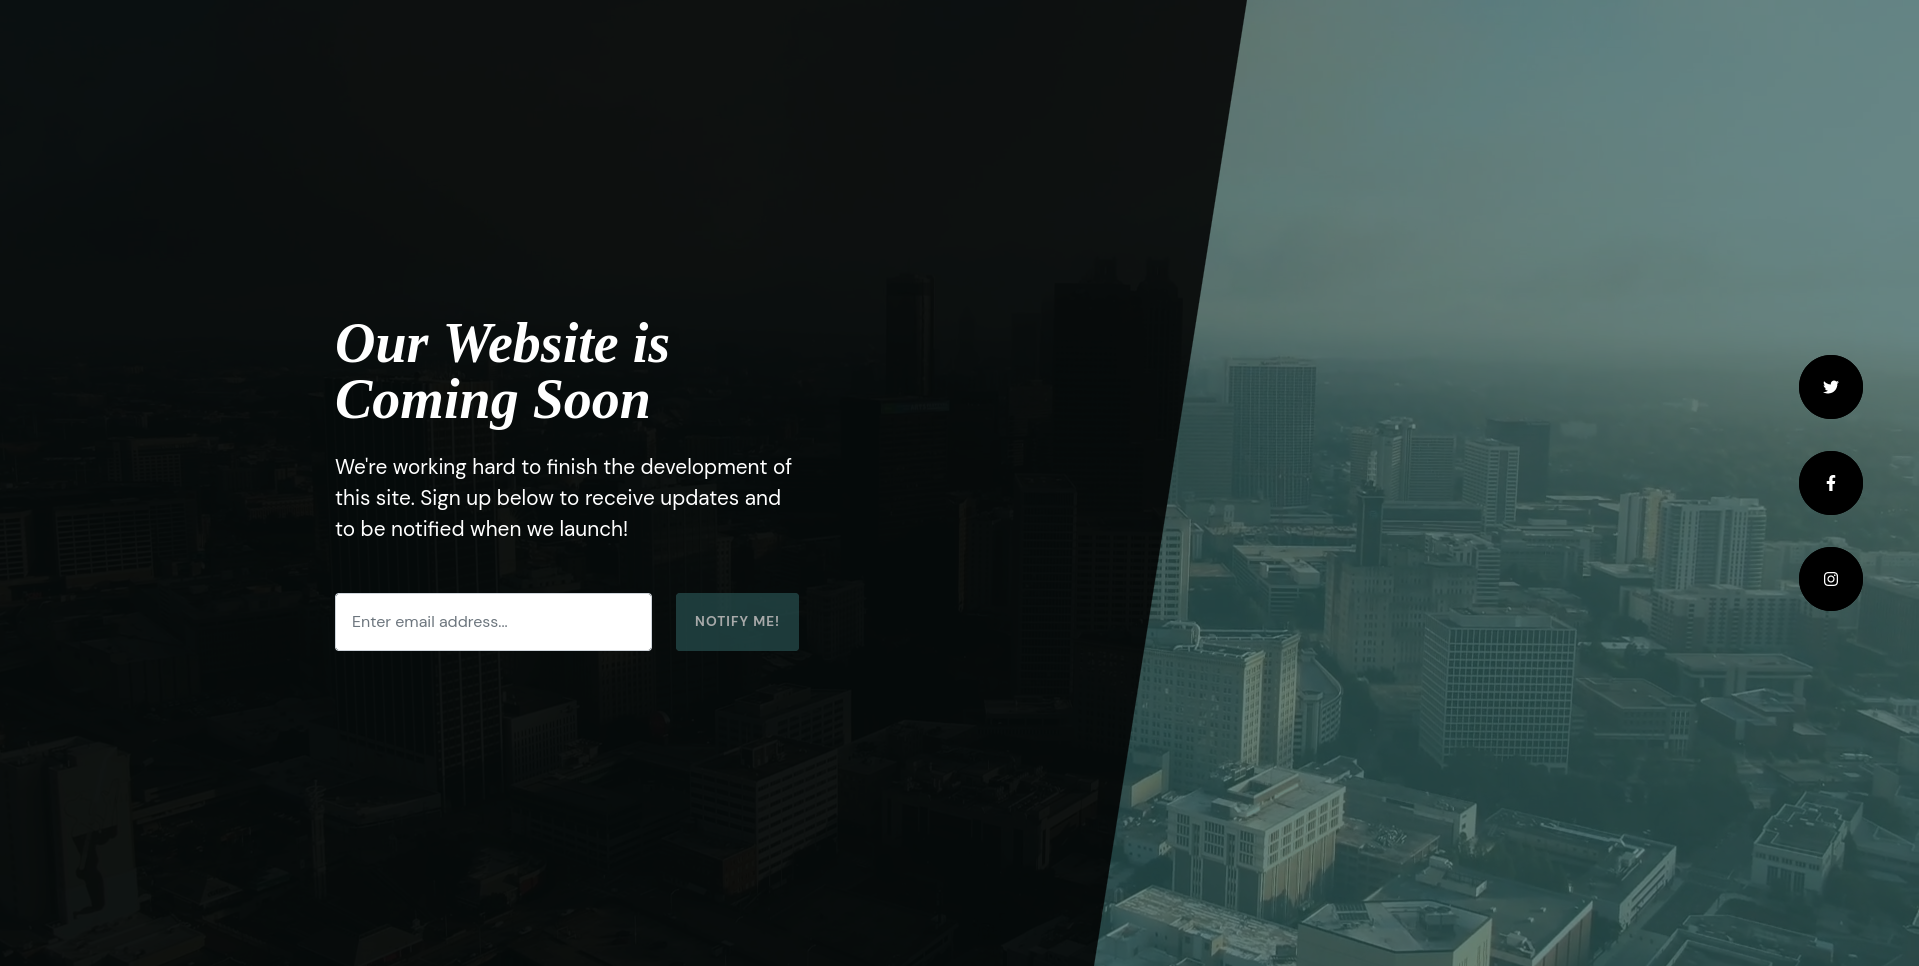 Our Website is
Coming Soon
We're working hard to finish the development of
this site. Sign up below to receive updates and
to be notified when we launch!
Enter email address...
NOTIFY ME!